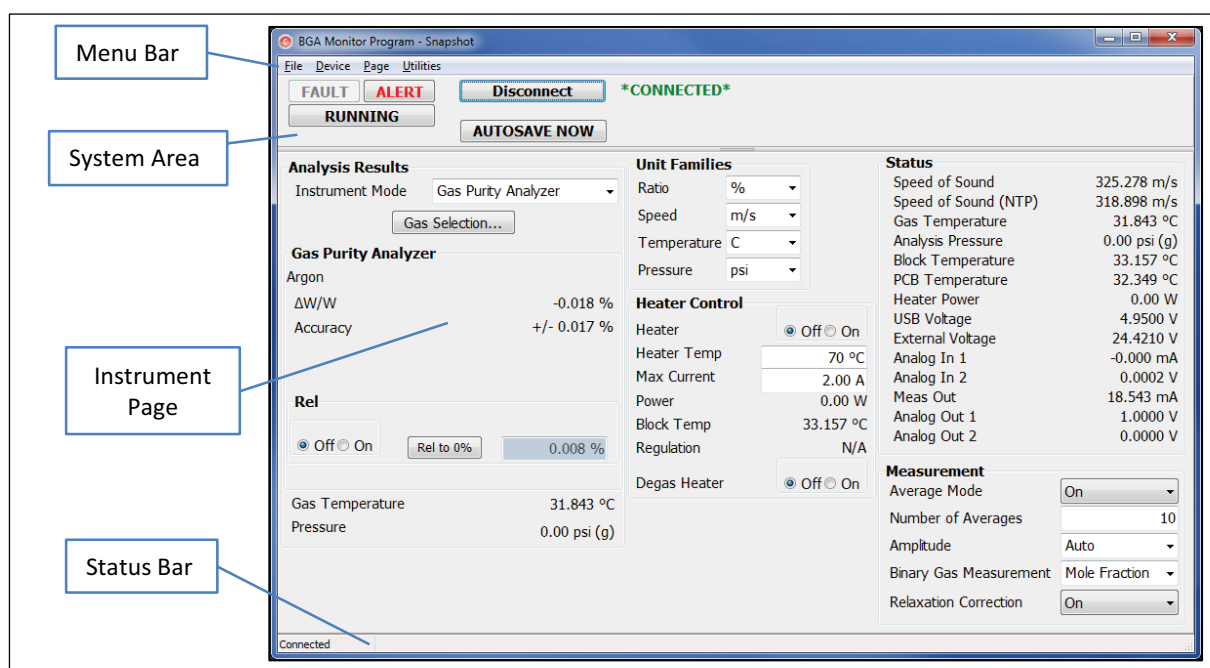 Menu Bar
System Area
Instrument
Page
Status Bar
BGA Monitor Program - Snapshot
File Device Page Utilities
FAULT ALERT Disconnect *CONNECTED*
RUNNING
AUTOSAVE NOW
Analysis Results
Instrument Mode Gas Purity Analyzer
Gas Selection...
Gas Purity Analyzer
Argon
ΔW/W -0.018 %
Accuracy +/- 0.017 %
Rel
Off On Rel to 0% 0.008 %
Gas Temperature 31.843 ºC
Pressure 0.00 psi (g)
Unit Families
Ratio %
Speed m/s
Temperature C
Pressure psi
Heater Control
Heater Off On
Heater Temp 70 ºC
Max Current 2.00 A
Power 0.00 W
Block Temp 33.157 ºC
Regulation N/A
Degas Heater Off On
Status
Speed of Sound 325.278 m/s
Speed of Sound (NTP) 318.898 m/s
Gas Temperature 31.843 ºC
Analysis Pressure 0.00 psi (g)
Block Temperature 33.157 ºC
PCB Temperature 32.349 ºC
Heater Power 0.00 W
USB Voltage 4.9500 V
External Voltage 24.4210 V
Analog In 1 -0.000 mA
Analog In 2 0.0002 V
Meas Out 18.543 mA
Analog Out 1 1.0000 V
Analog Out 2 0.0000 V
Measurement
Average Mode On
Number of Averages 10
Amplitude Auto
Binary Gas Measurement Mole Fraction
Relaxation Correction On
Connected